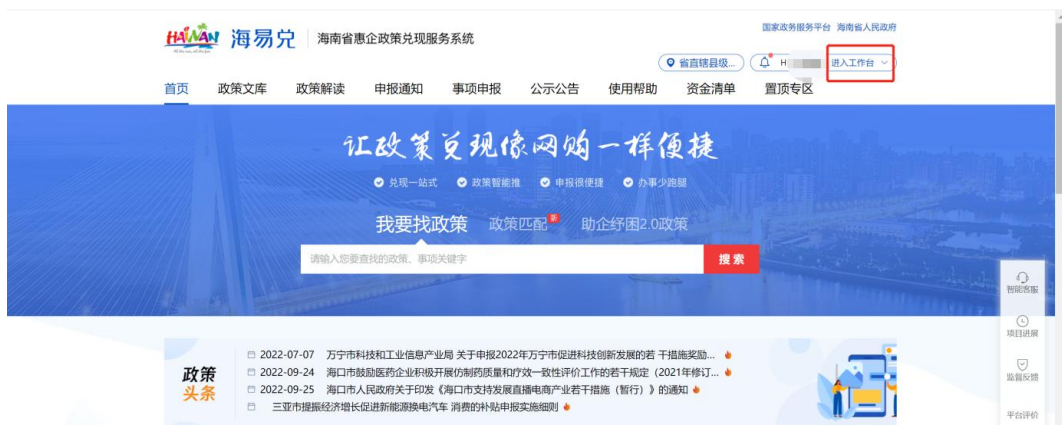 国家政务服务平台 海南省人民政府
HAINAN 海易兑 海南省惠企政策兑现服务系统
省直辖县级... H 进入工作台
首页 政策文库 政策解读 申报通知 事项申报 公示公告 使用帮助 资金清单 置顶专区
让政策兑现像网购一样便捷
兑现一站式 政策智能推 申报很便捷 办事少跑腿
我要找政策 政策匹配 新 助企纾困2.0政策
请输入您要查找的政策、事项关键字 搜索
智能客服
项目进展
监督反馈
平台评价
政策头条
2022-07-07 万宁市科技和工业信息产业局 关于申报2022年万宁市促进科技创新发展的若 干措施奖励...
2022-09-24 海口市鼓励医药企业积极开展仿制药质量和疗效一致性评价工作的若干规定（2021年修订...
2022-09-25 海口市人民政府关于印发《海口市支持发展直播电商产业若干措施（暂行）》的通知
三亚市提振经济增长促进新能源换电汽车 消费的补贴申报实施细则